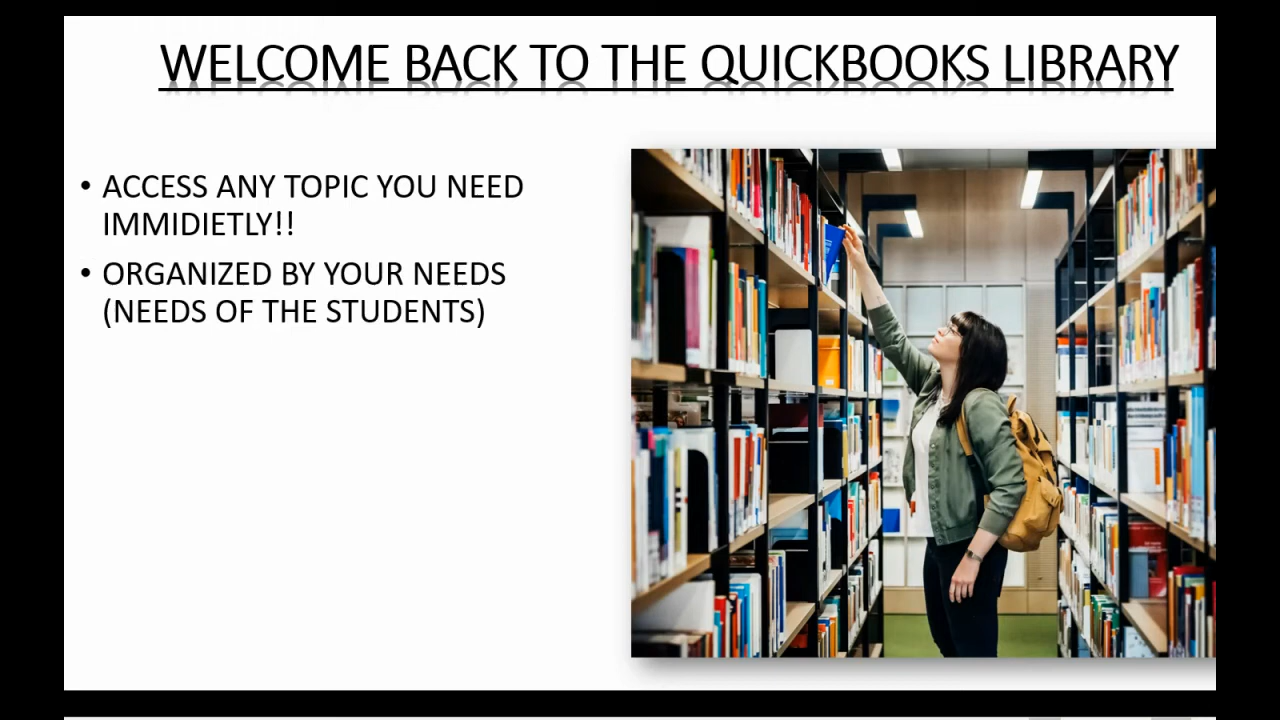 WELCOME BACK TO THE QUICKBOOKS LIBRARY
• ACCESS ANY TOPIC YOU NEED
IMMIDIETLY!!
• ORGANIZED BY YOUR NEEDS
(NEEDS OF THE STUDENTS)